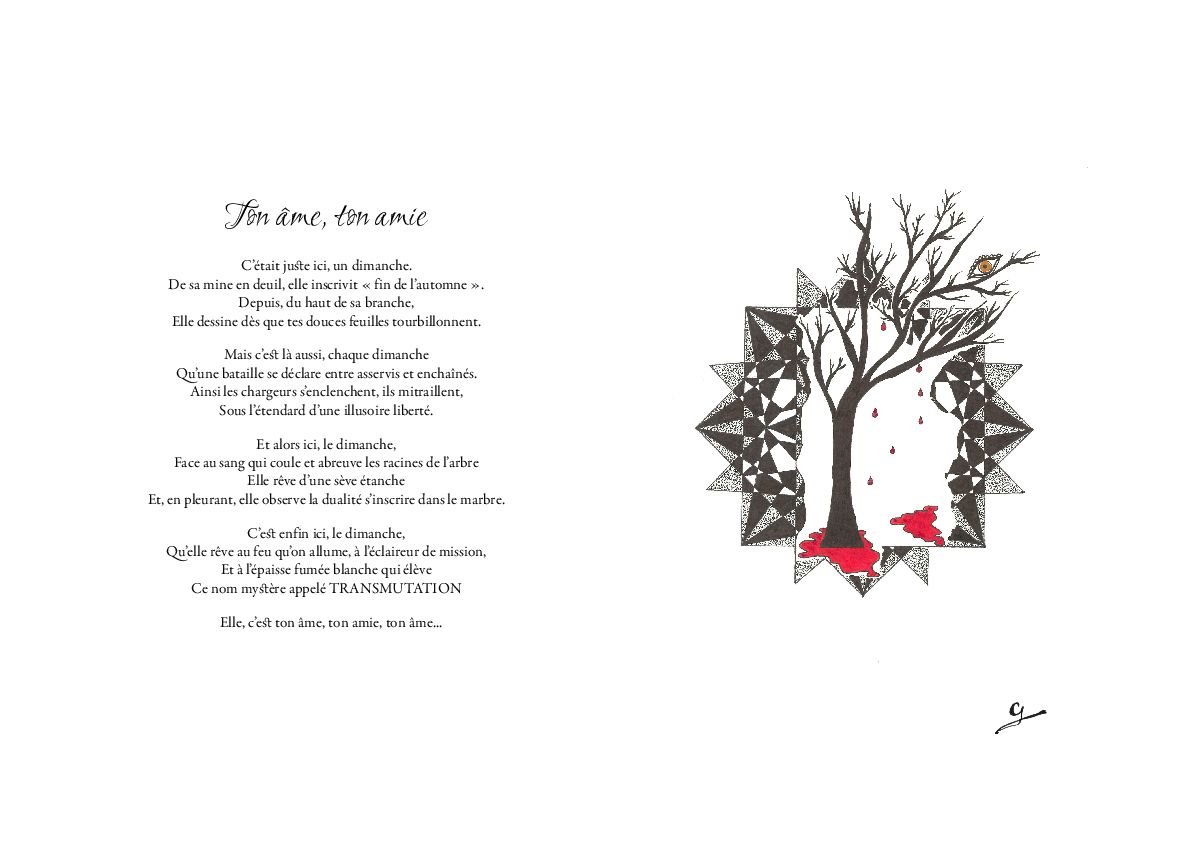 Ton âme, ton amie
C'était juste ici, un dimanche.
De sa mine en deuil, elle inscrivit « fin de l'automne ».
Depuis, du haut de sa branche,
Elle dessine dès que tes douces feuilles tourbillonnent.
Mais c'est là aussi, chaque dimanche
Qu'une bataille se déclare entre asservis et enchaînés.
Ainsi les chargeurs s'enclenchent, ils mitraillent,
Sous l'étendard d'une illusoire liberté.
Et alors ici, le dimanche,
Face au sang qui coule et abreuve les racines de l'arbre
Elle rêve d'une sève étanche
Et, en pleurant, elle observe la dualité s'inscrire dans le marbre.
C'est enfin ici, le dimanche,
Qu'elle rêve au feu qu'on allume, à l'éclaireur de mission,
Et à l'épaisse fumée blanche qui élève
Ce nom mystère appelé TRANSMUTATION
Elle, c'est ton âme, ton amie, ton âme...